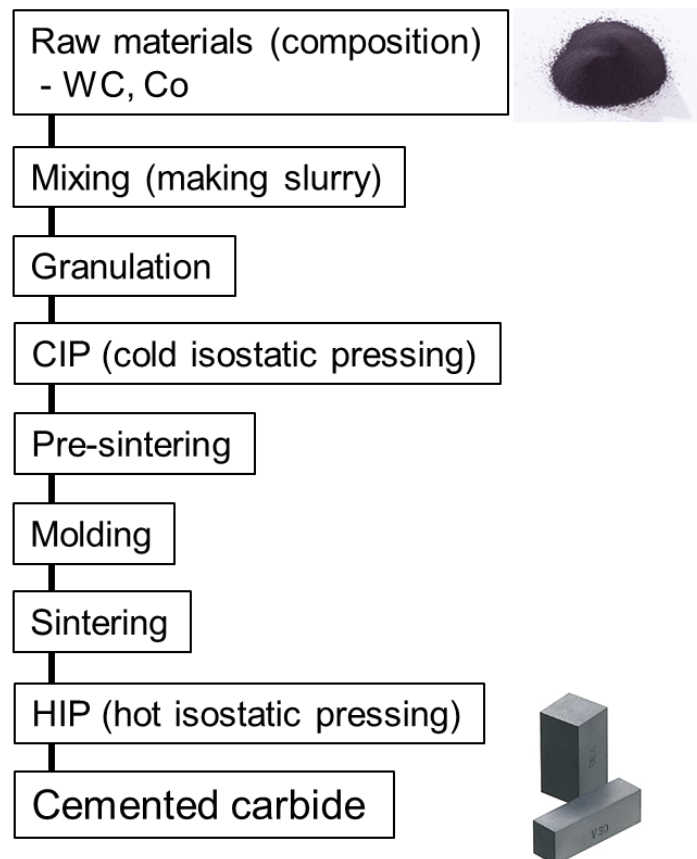 Raw materials (composition)
- WC, Co
Mixing (making slurry)
Granulation
CIP (cold isostatic pressing)
Pre-sintering
Molding
Sintering
HIP (hot isostatic pressing)
Cemented carbide